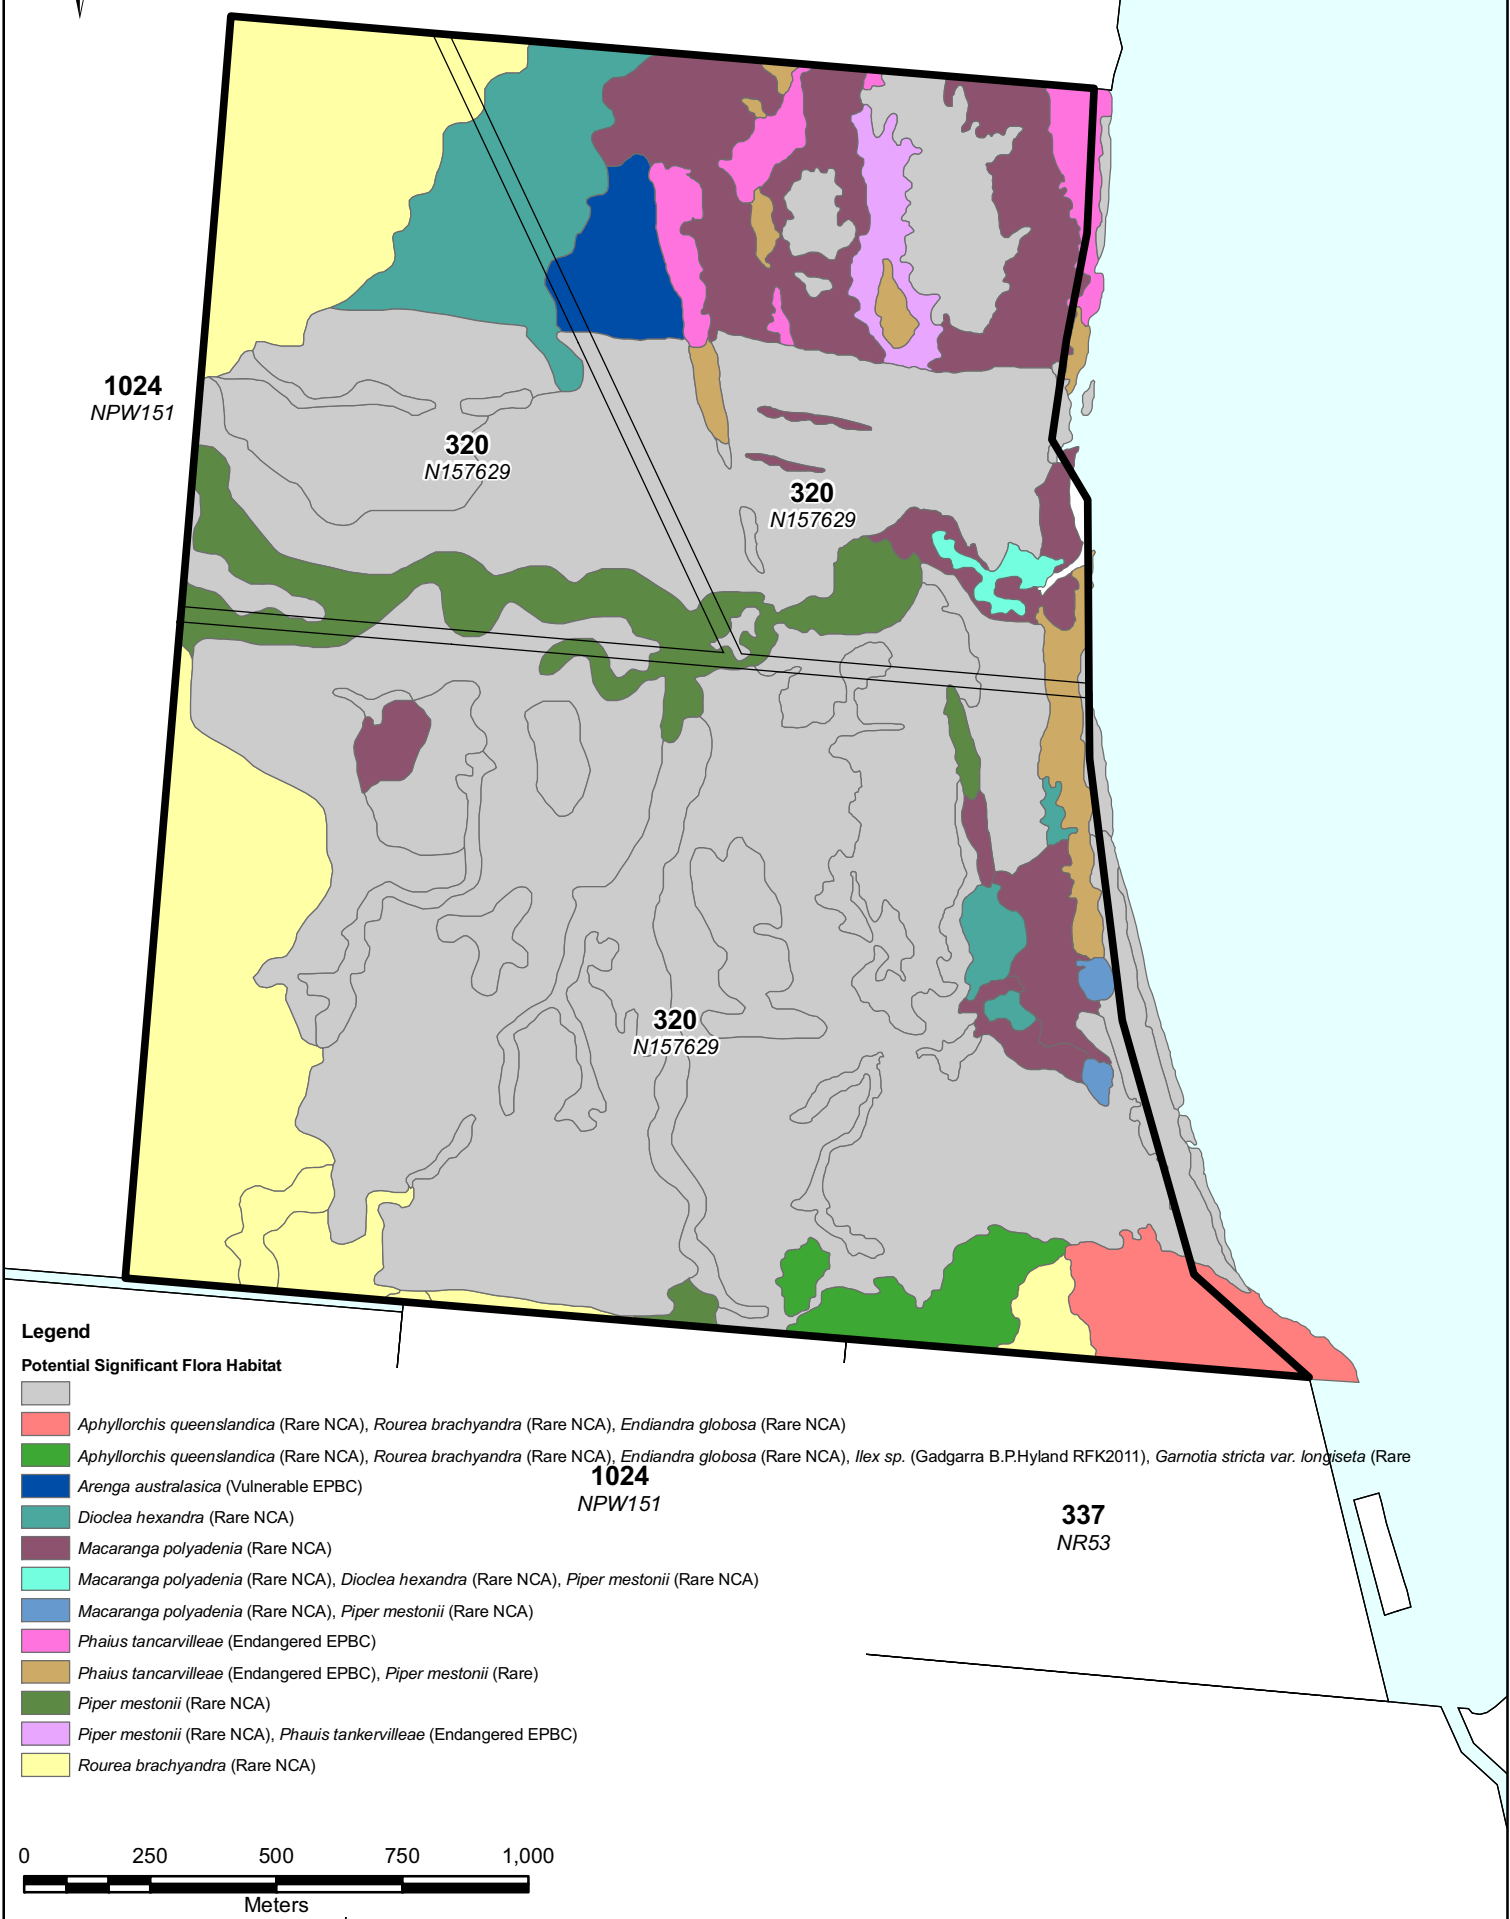 1024
NPW151
320
N157629
320
N157629
320
N157629
Legend
Potential Significant Flora Habitat
Aphyllorchis queenslandica (Rare NCA), Rourea brachyandra (Rare NCA), Endiandra globosa (Rare NCA)
Aphyllorchis queenslandica (Rare NCA), Rourea brachyandra (Rare NCA), Endiandra globosa (Rare NCA), Ilex sp. (Gadgarra B.P.Hyland RFK2011), Garnotia stricta var. longiseta (Rare
Arenga australasica (Vulnerable EPBC)
1024
NPW151
Dioclea hexandra (Rare NCA)
337
NR53
Macaranga polyadenia (Rare NCA)
Macaranga polyadenia (Rare NCA), Dioclea hexandra (Rare NCA), Piper mestonii (Rare NCA)
Macaranga polyadenia (Rare NCA), Piper mestonii (Rare NCA)
Phaius tancarvilleae (Endangered EPBC)
Phaius tancarvilleae (Endangered EPBC), Piper mestonii (Rare)
Piper mestonii (Rare NCA)
Piper mestonii (Rare NCA), Phauis tankervilleae (Endangered EPBC)
Rourea brachyandra (Rare NCA)
0 250 500 750 1,000
Meters